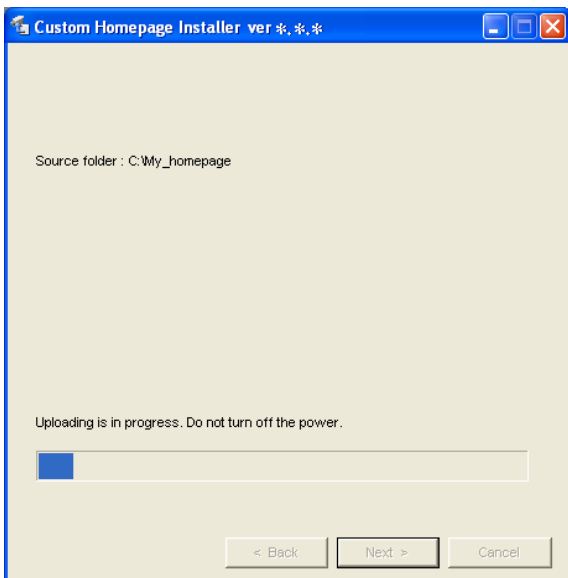 Custom Homepage Installer ver *.*.*
Source folder : C:\My_homepage
Uploading is in progress. Do not turn off the power.
< Back
Next >
Cancel